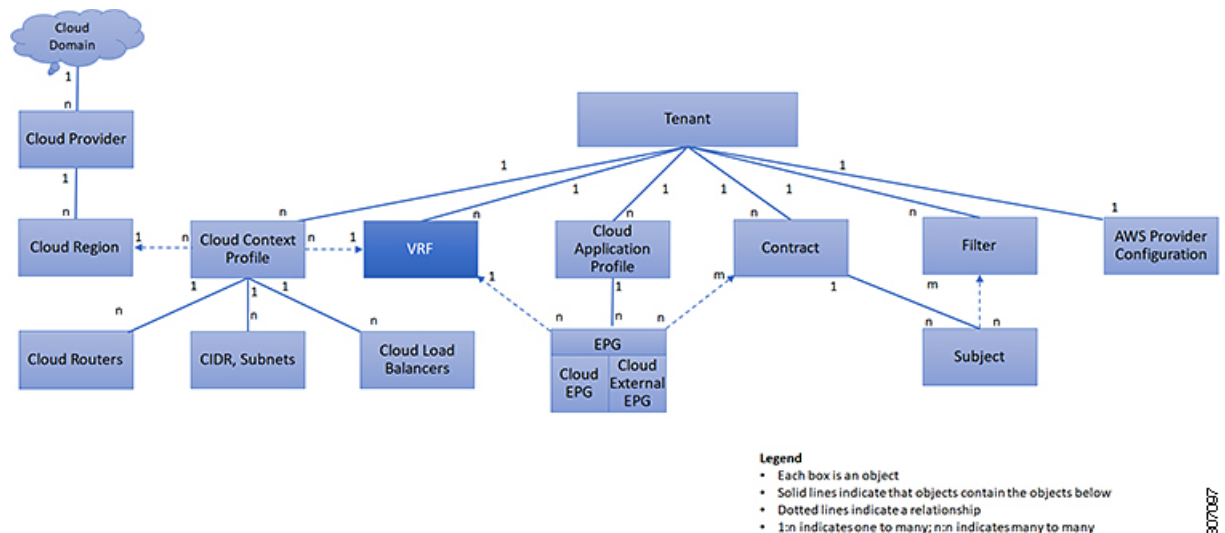 Cloud
Domain
1
n
Cloud Provider
Tenant
1
n
1
1
1
1
1
1
n
n
n
n
n
1
Cloud Region
1
n
Cloud Context
Profile
n
1
VRF
Cloud
Application
Profile
Contract
Filter
AWS Provider
Configuration
1
1
1
1
m
1
1
m
n
n
n
n
n
n
n
n
Cloud Routers
CIDR, Subnets
Cloud Load
Balancers
EPG
Cloud
EPG
Cloud
External
EPG
Subject
Legend
• Each box is an object
• Solid lines indicate that objects contain the objects below
• Dotted lines indicate a relationship
• 1:n indicates one to many; n:n indicates many to many
307097